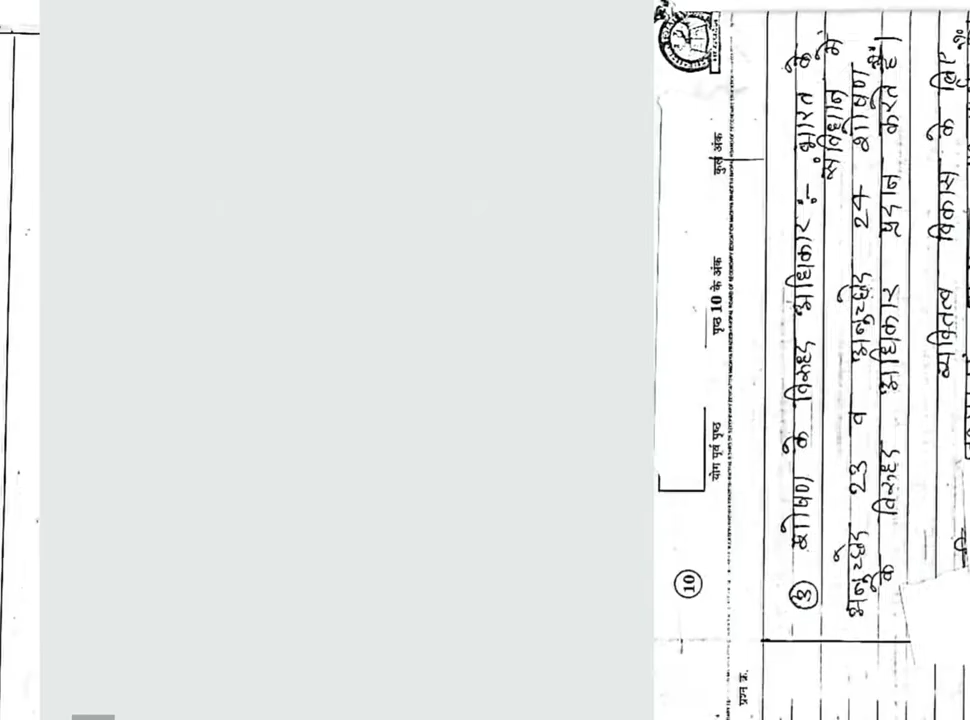 10
योग पूर्व पृष्ठ
पृष्ठ 10 के अंक
कुल अंक
प्रश्न क्र.
③ शोषण के विरुध्द अधिकार :- भारत के
संविधान में
अनुच्छेद 23 व अनुच्छेद 24 शोषण
के विरुध्द अधिकार प्रदान करते हैं।
व्यक्तित्व विकास के लिए